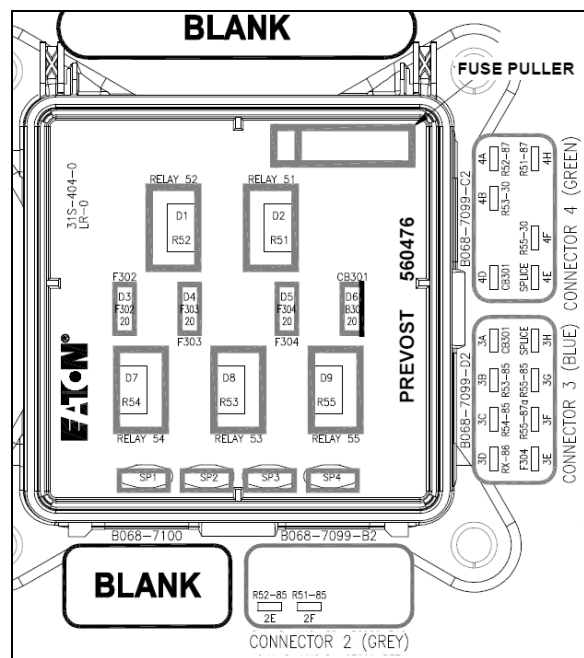 BLANK
FUSE PULLER
31S-404-0
LR-0
RELAY 52
RELAY 51
D1
R52
D2
R51
F302
CB301
D3
F302
20
D4
F303
20
D5
F304
20
D6
B30
20
F303
F304
EATON®
D7
R54
D8
R53
D9
R55
RELAY 54
RELAY 53
RELAY 55
SP1
SP2
SP3
SP4
PREVOST 560476
B068-7099-C2
4A
R52-87
R51-87
4H
4B
R53-30
R55-30
4F
4D
CB301
SPLICE
4E
CONNECTOR 4 (GREEN)
B068-7099-D2
3A
CB301
SPLICE
3H
3B
R53-85
R55-85
3G
3C
R54-85
R55-87a
3F
3D
RX-86
F304
3E
CONNECTOR 3 (BLUE)
B068-7100
B068-7099-B2
BLANK
R52-85
R51-85
2E
2F
CONNECTOR 2 (GREY)